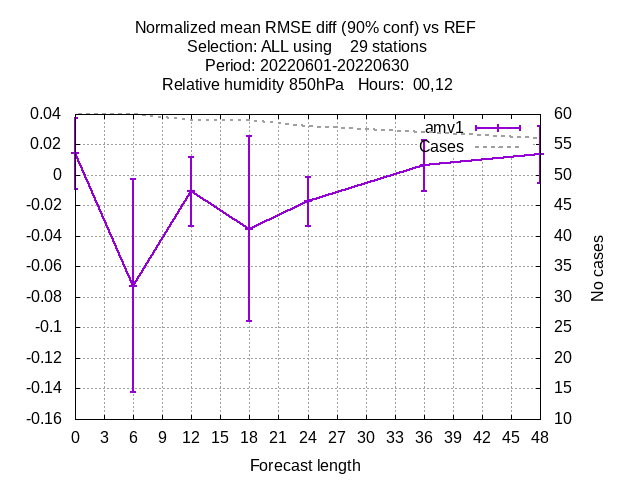 Normalized mean RMSE diff (90% conf) vs REF
Selection: ALL using    29 stations
Period: 20220601-20220630
Relative humidity 850hPa   Hours:  00,12
0.04
0.02
0
-0.02
-0.04
-0.06
-0.08
-0.1
-0.12
-0.14
-0.16
amv1
Cases
60
55
50
45
40
35
30
25
20
15
10
No cases
0 3 6 9 12 15 18 21 24 27 30 33 36 39 42 45 48
Forecast length